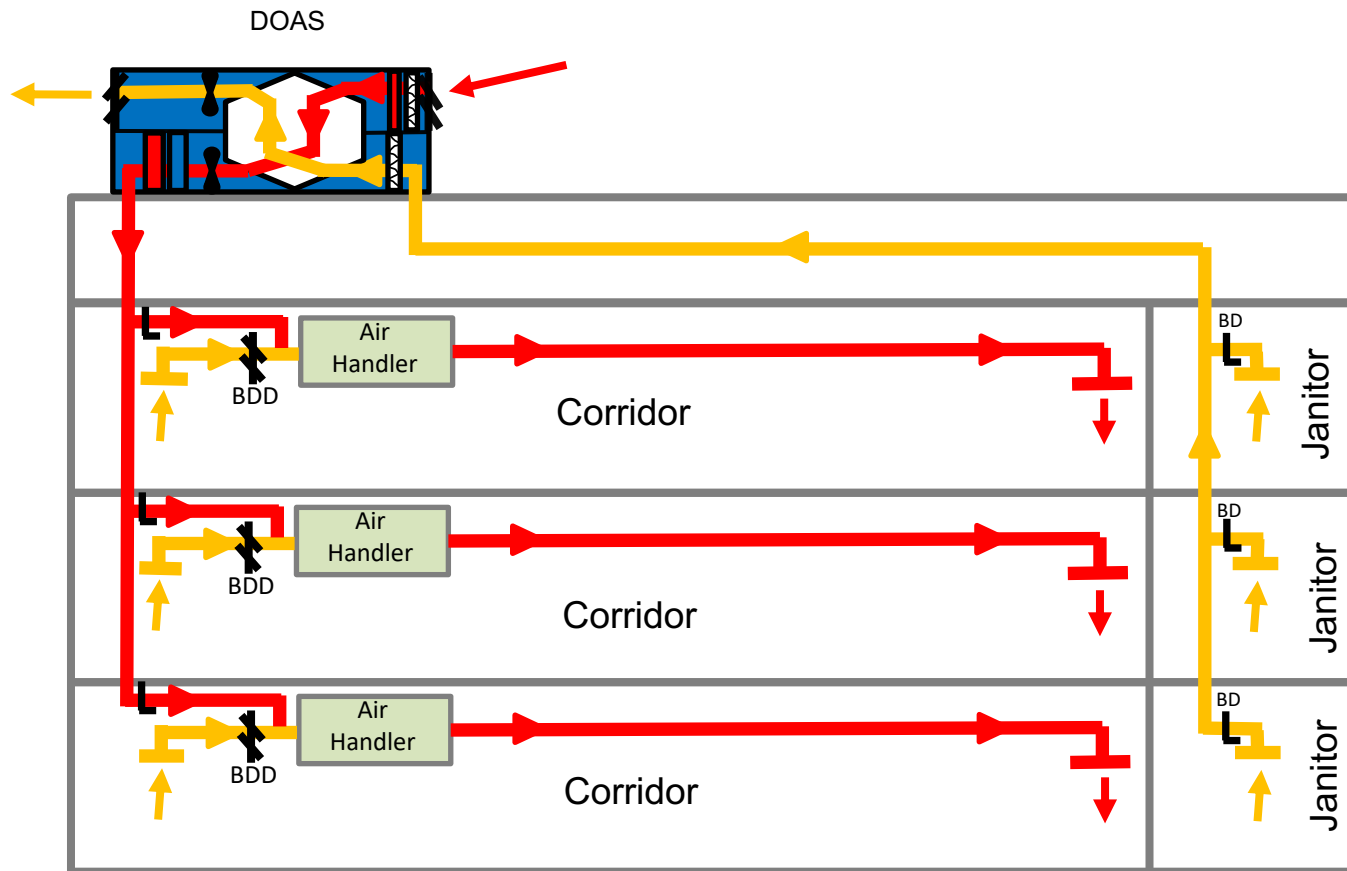 DOAS
Air
Handler
BDD
Corridor
BD
Janitor
Air
Handler
BDD
Corridor
BD
Janitor
Air
Handler
BDD
Corridor
BD
Janitor